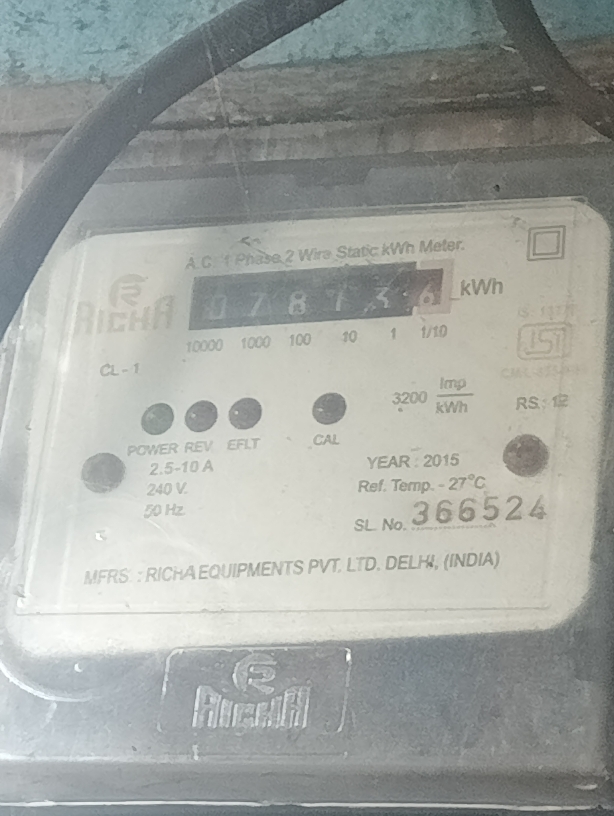 A.C. 1 Phase 2 Wire Static kWh Meter.
RICHA
07873 6 kWh
10000 1000 100 10 1 1/10
CL-1
3200 Imp/kWh
RS. 12
POWER REV. EFLT CAL
2.5-10 A
YEAR : 2015
240 V.
Ref. Temp. - 27°C
50 Hz
SL. No. 366524
MFRS. : RICHA EQUIPMENTS PVT. LTD. DELHI, (INDIA)
RICHA